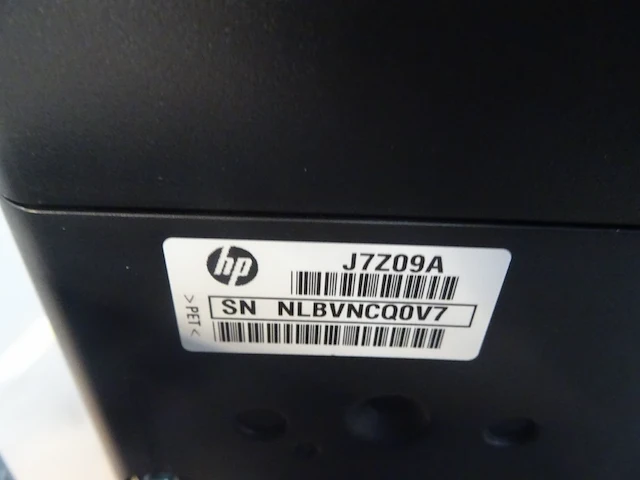 hp
J7Z09A
SN NLBVNCQ0V7
>PET<